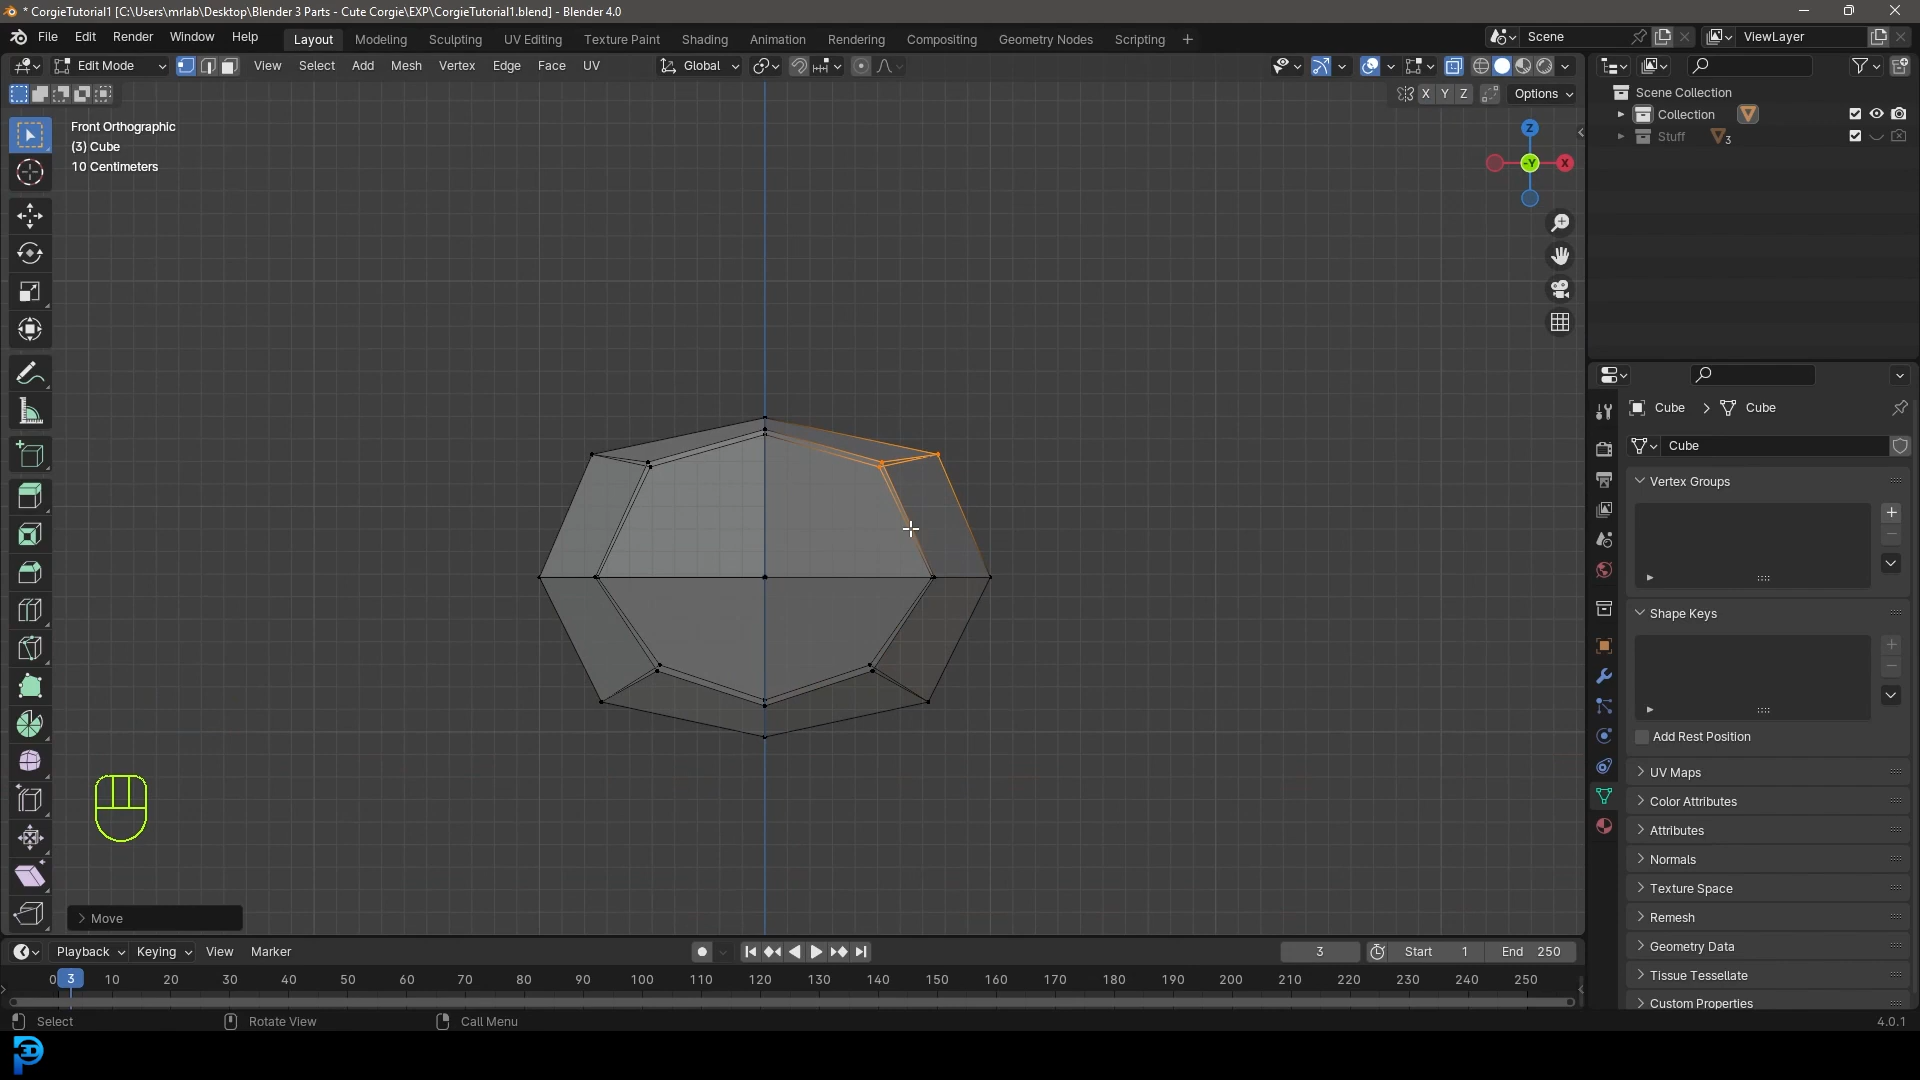 * CorgieTutorial1 [C:\Users\mrlab\Desktop\Blender 3 Parts - Cute Corgie\EXP\CorgieTutorial1.blend] - Blender 4.0
File Edit Render Window Help Layout Modeling Sculpting UV Editing Texture Paint Shading Animation Rendering Compositing Geometry Nodes Scripting + Scene ViewLayer
Edit Mode View Select Add Mesh Vertex Edge Face UV Global
X Y Z Options
Front Orthographic
(3) Cube
10 Centimeters
Z
-Y X
Scene Collection
Collection
Stuff 3
Cube > Cube
Cube
Vertex Groups
Shape Keys
Add Rest Position
UV Maps
Color Attributes
Attributes
Normals
Texture Space
Remesh
Geometry Data
Tissue Tessellate
Custom Properties
> Move
Playback Keying View Marker 3 Start 1 End 250
0 3 10 20 30 40 50 60 70 80 90 100 110 120 130 140 150 160 170 180 190 200 210 220 230 240 250
Select Rotate View Call Menu 4.0.1